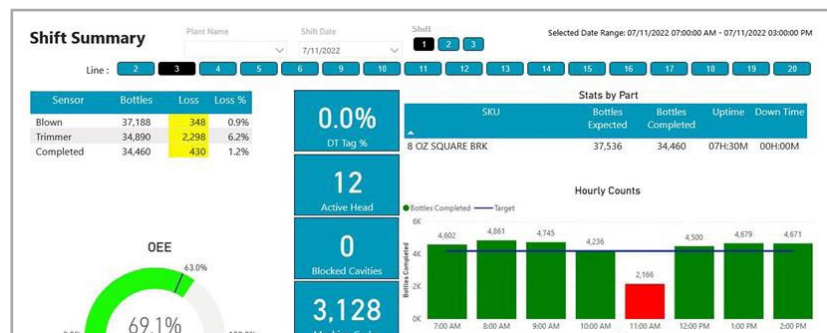 Shift Summary
Plant Name
Shift Date
7/11/2022
Shift
1 2 3
Selected Date Range: 07/11/2022 07:00:00 AM - 07/11/2022 03:00:00 PM
Line : 2 3 4 5 6 9 10 11 12 13 14 15 16 17 18 19 20
Sensor Bottles Loss Loss %
Blown 37,188 348 0.9%
Trimmer 34,890 2,298 6.2%
Completed 34,460 430 1.2%
OEE
63.0%
69.1%
0.0%
DT Tag %
12
Active Head
0
Blocked Cavities
3,128
Stats by Part
SKU Bottles Expected Bottles Completed Uptime Down Time
8 OZ SQUARE BRK 37,536 34,460 07H:30M 00H:00M
Hourly Counts
Bottles Completed Target
Bottles Completed
6K
4K
2K
0K
4,602 4,861 4,745 4,236 2,166 4,500 4,679 4,671
7:00 AM 8:00 AM 9:00 AM 10:00 AM 11:00 AM 12:00 PM 1:00 PM 2:00 PM